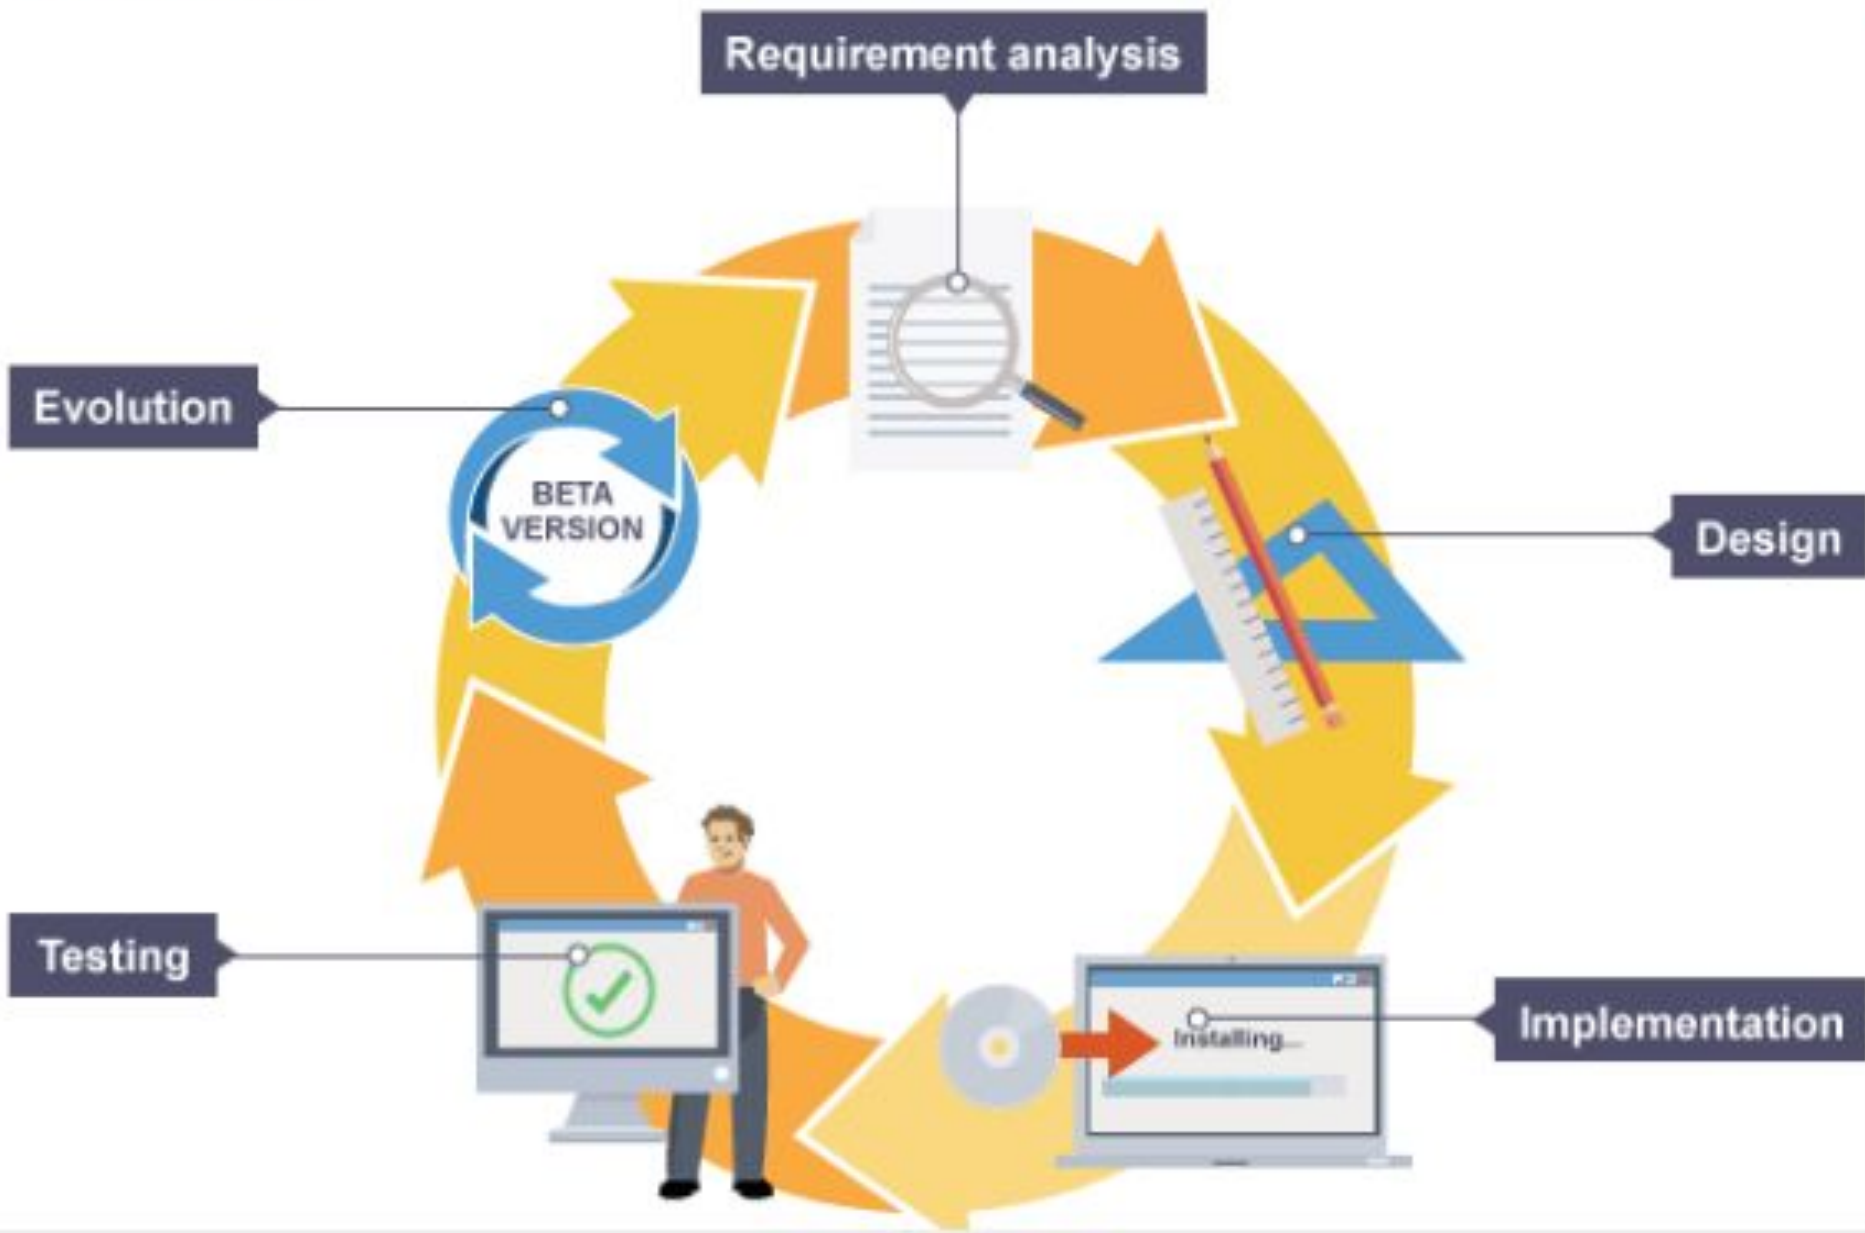 Requirement analysis
Evolution
BETA
VERSION
Design
Testing
Implementation
Installing...